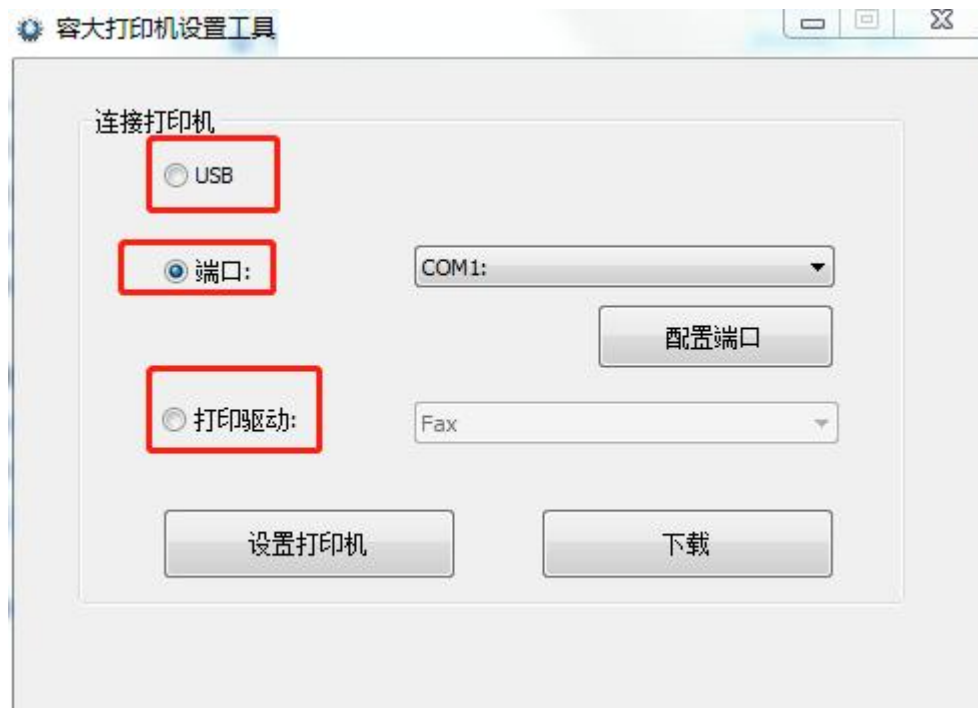 容大打印机设置工具
连接打印机
USB
端口: COM1:
配置端口
打印驱动: Fax
设置打印机 下载